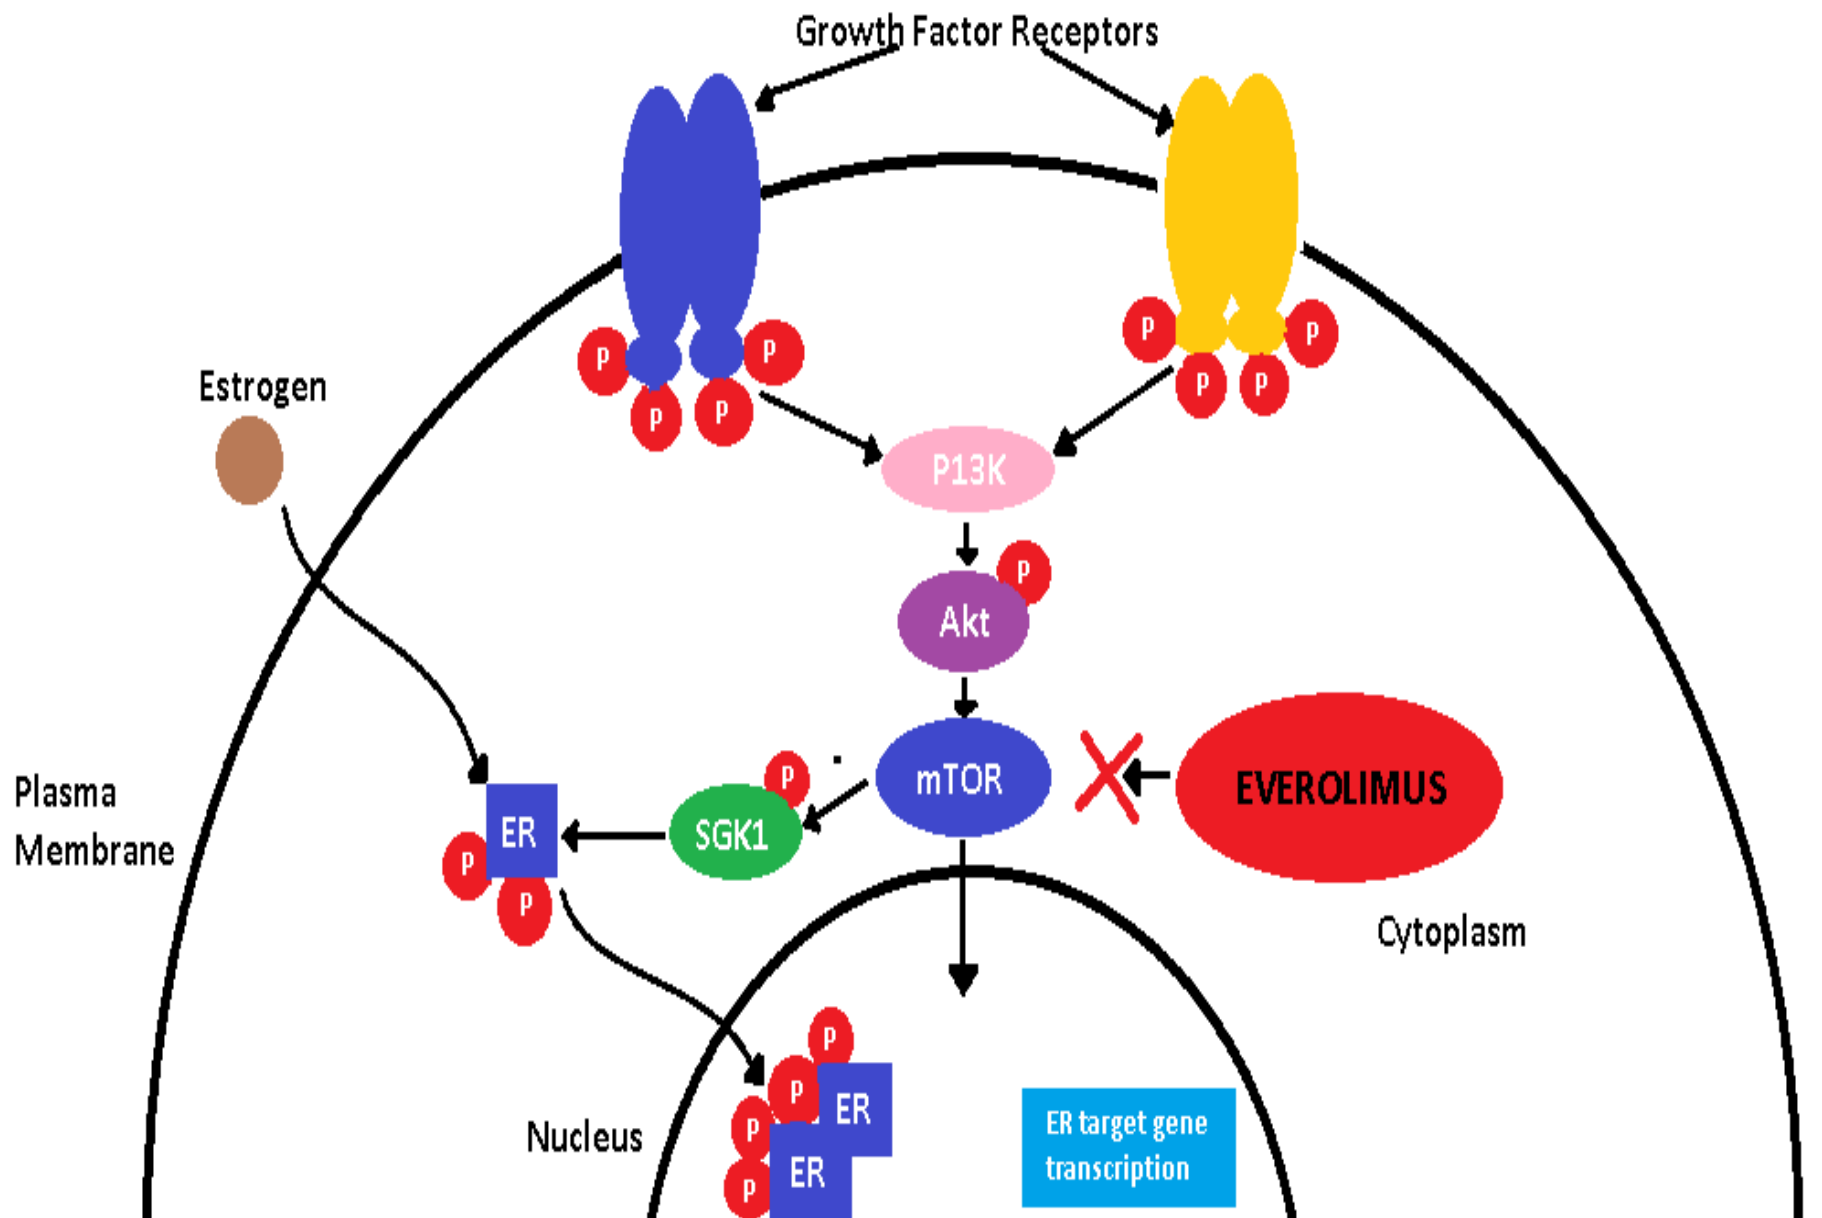 Growth Factor Receptors
P
P
P
P
P
P
P
P
Estrogen
P13K
P
Akt
Plasma
Membrane
mTOR
EVEROLIMUS
P
SGK1
ER
P
P
Cytoplasm
P
P
ER
P
ER
P
Nucleus
ER target gene
transcription